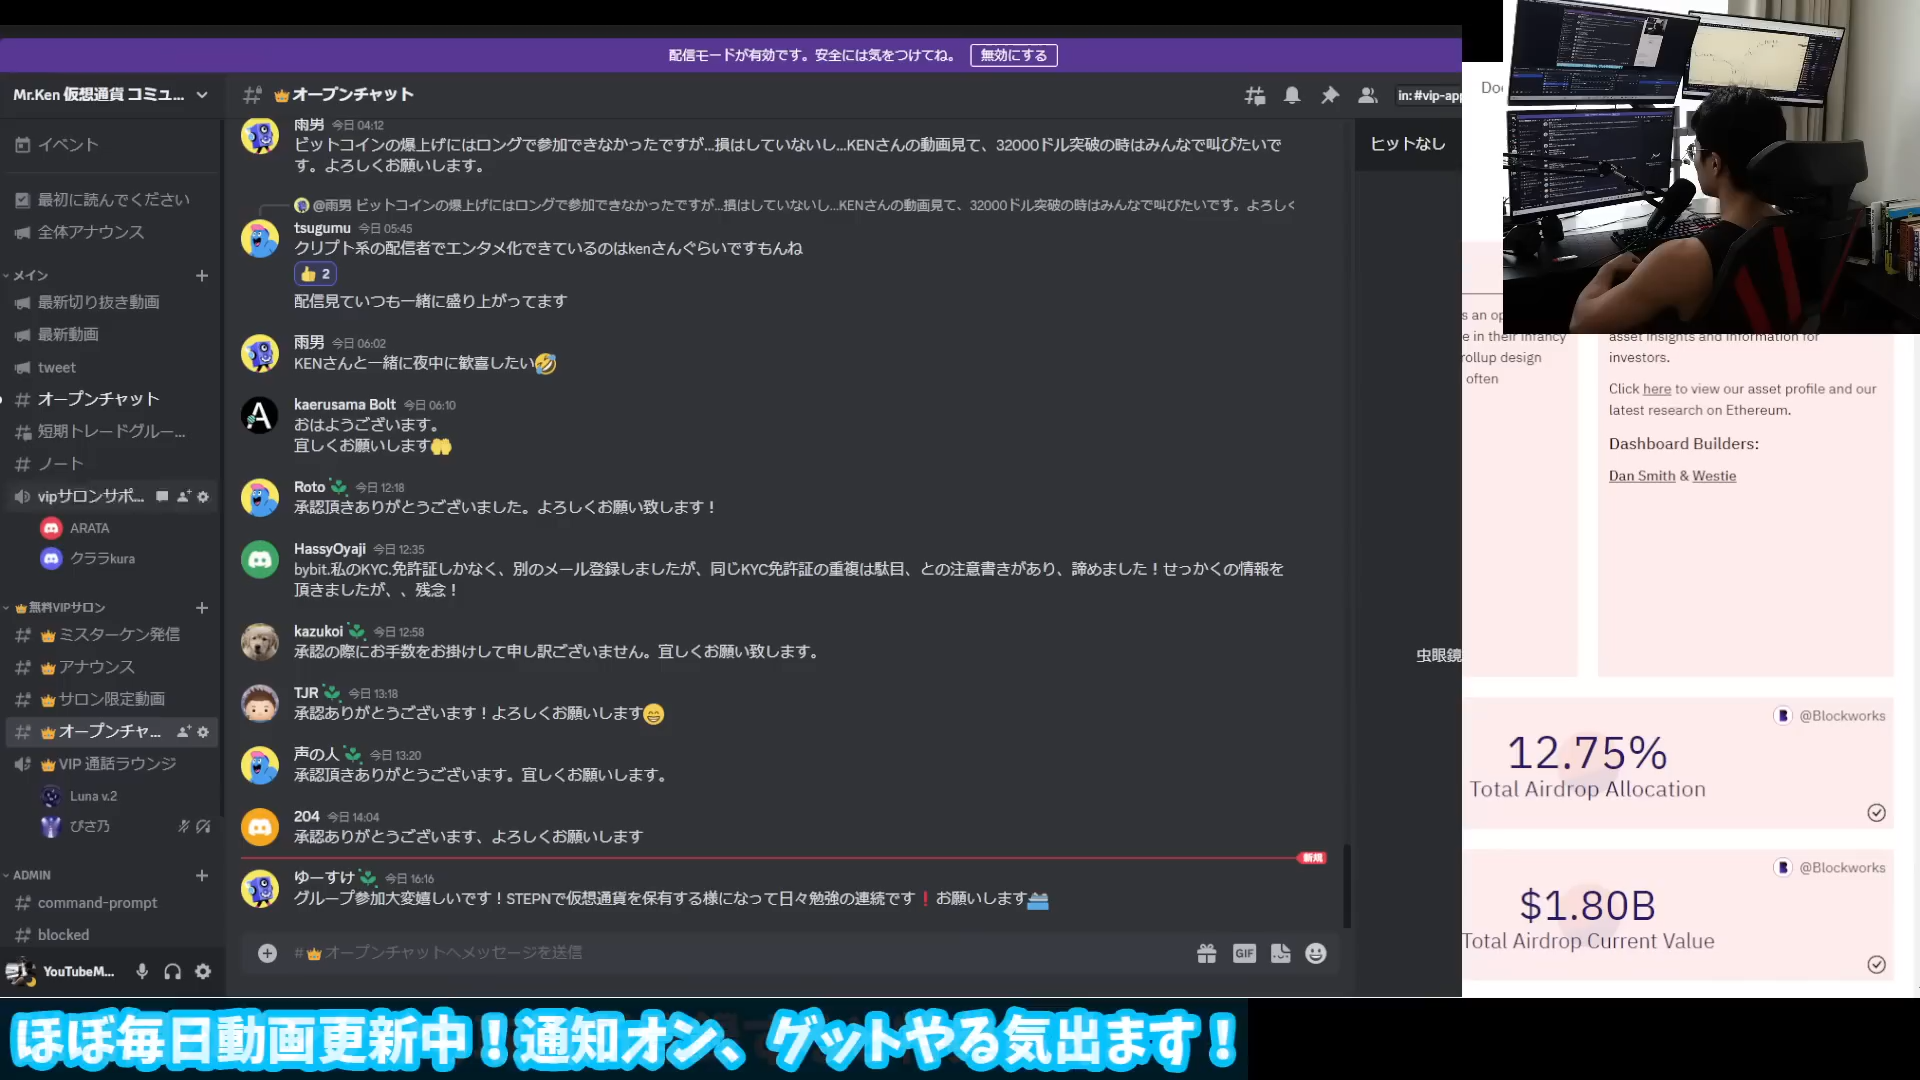 配信モードが有効です。安全には気をつけてね。
無効にする
Mr.Ken 仮想通貨 コミュ...
イベント
最初に読んでください
全体アナウンス
メイン
最新切り抜き動画
最新動画
tweet
オープンチャット
短期トレードグルー...
ノート
vipサロンサポ...
ARATA
クララkura
無料VIPサロン
ミスターケン発信
アナウンス
サロン限定動画
オープンチャ...
VIP 通話ラウンジ
Luna v.2
ぴさ乃
ADMIN
command-prompt
blocked
YouTubeM...
オープンチャット
in: #vip-app
雨男 今日 04:12
ビットコインの爆上げにはロングで参加できなかったですが...損はしていないし...KENさんの動画見て、32000ドル突破の時はみんなで叫びたいで
す。よろしくお願いします。
@雨男 ビットコインの爆上げにはロングで参加できなかったですが...損はしていないし...KENさんの動画見て、32000ドル突破の時はみんなで叫びたいです。よろしく
tsugumu 今日 05:45
クリプト系の配信者でエンタメ化できているのはkenさんぐらいですもんね
👍 2
配信見ていつも一緒に盛り上がってます
雨男 今日 06:02
KENさんと一緒に夜中に歓喜したい🤣
kaerusama Bolt 今日 06:10
おはようございます。
宜しくお願いします🤲
Roto 今日 12:18
承認頂きありがとうございました。よろしくお願い致します！
HassyOyaji 今日 12:35
bybit.私のKYC.免許証しかなく、別のメール登録しましたが、同じKYC免許証の重複は駄目、との注意書きがあり、諦めました！せっかくの情報を
頂きましたが、、残念！
kazukoi 今日 12:58
承認の際にお手数をお掛けして申し訳ございません。宜しくお願い致します。
TJR 今日 13:18
承認ありがとうございます！よろしくお願いします😁
声の人 今日 13:20
承認頂きありがとうございます。宜しくお願いします。
204 今日 14:04
承認ありがとうございます、よろしくお願いします
新規
ゆーすけ 今日 16:16
グループ参加大変嬉しいです！STEPNで仮想通貨を保有する様になって日々勉強の連続です❗お願いします
#👑オープンチャットへメッセージを送信
GIF
ヒットなし
虫眼鏡
s an op
e in their infancy
rollup design
often
asset insights and information for
investors.
Click here to view our asset profile and our
latest research on Ethereum.
Dashboard Builders:
Dan Smith & Westie
@Blockworks
12.75%
Total Airdrop Allocation
@Blockworks
$1.80B
Total Airdrop Current Value
ほぼ毎日動画更新中！通知オン、グットやる気出ます！